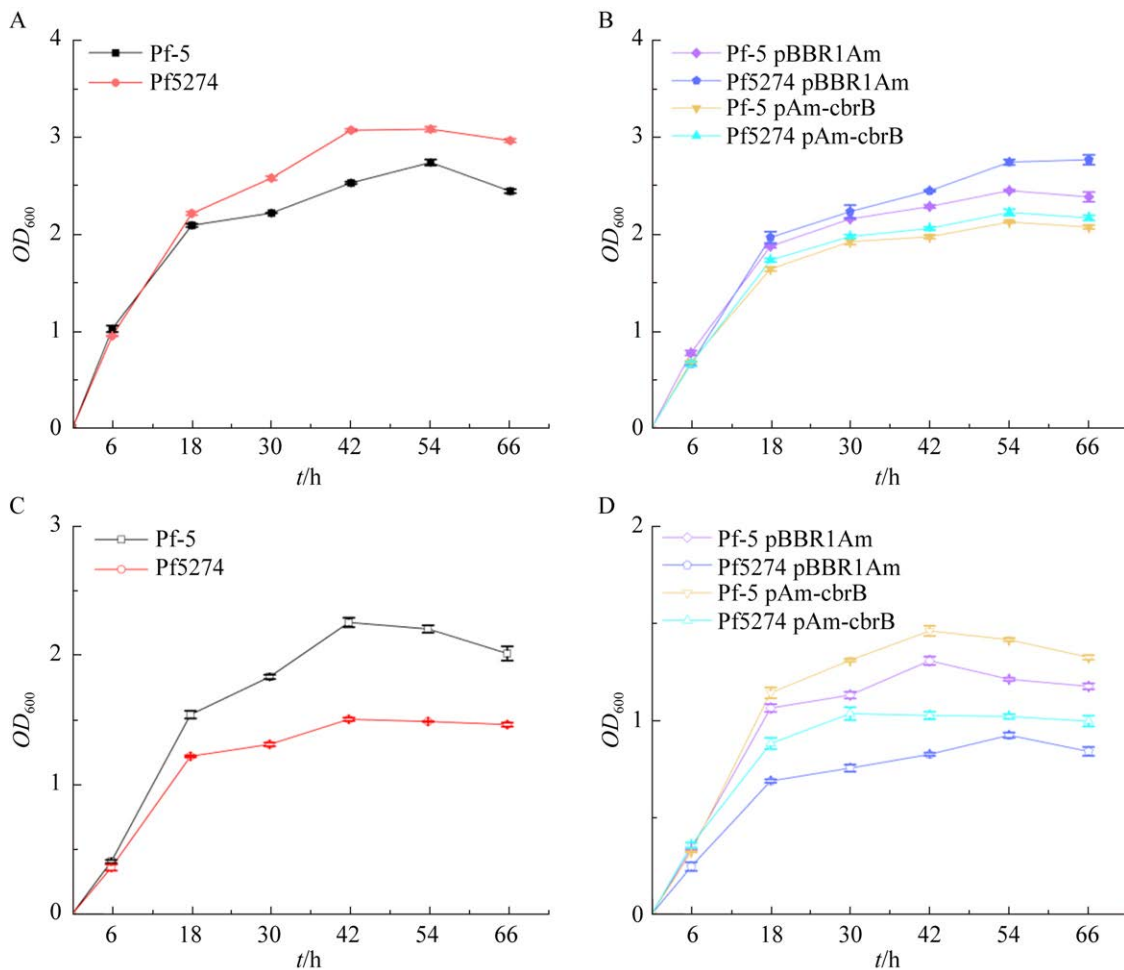 A
Pf-5
Pf5274
4
3
2
1
0
OD600
6 18 30 42 54 66
t/h
B
Pf-5 pBBR1Am
Pf5274 pBBR1Am
Pf-5 pAm-cbrB
Pf5274 pAm-cbrB
4
3
2
1
0
OD600
6 18 30 42 54 66
t/h
C
Pf-5
Pf5274
3
2
1
0
OD600
6 18 30 42 54 66
t/h
D
Pf-5 pBBR1Am
Pf5274 pBBR1Am
Pf-5 pAm-cbrB
Pf5274 pAm-cbrB
2
1
0
OD600
6 18 30 42 54 66
t/h